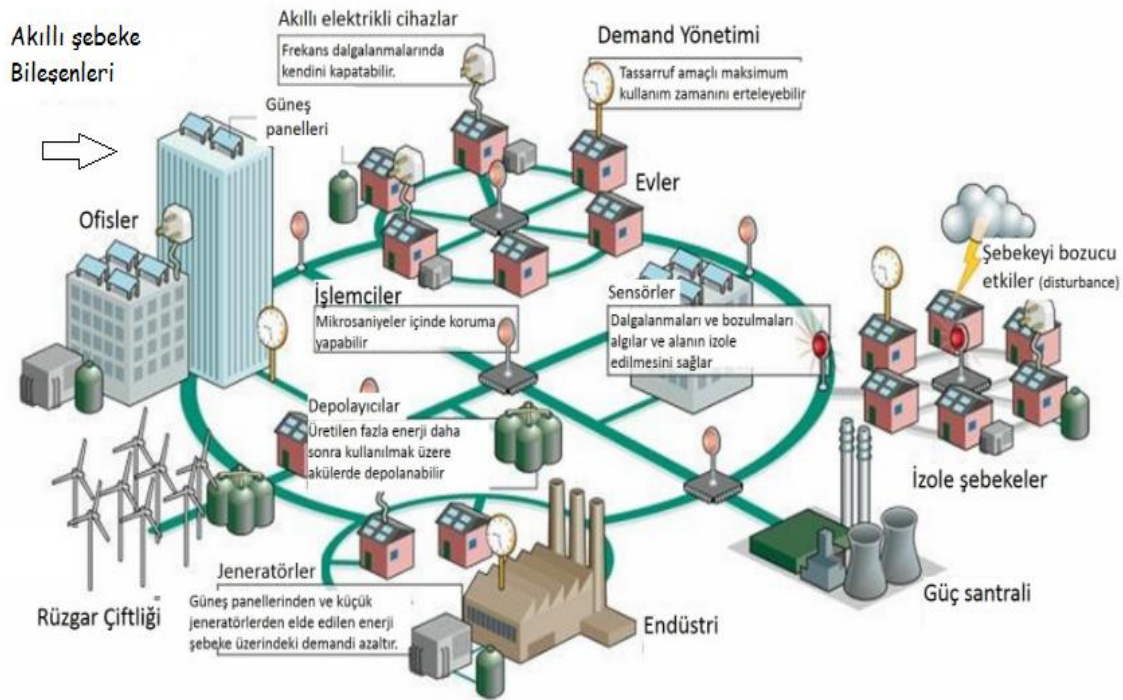 Akıllı şebeke
Bileşenleri
Akıllı elektrikli cihazlar
Frekans dalgalanmalarında
kendini kapatabilir.
Demand Yönetimi
Tassarruf amaçlı maksimum
kullanım zamanını erteleyebilir
Güneş
panelleri
Evler
Ofisler
Şebekeyi bozucu
etkiler (disturbance)
İşlemciler
Mikrosaniyeler içinde koruma
yapabilir
Sensörler
Dalgalanmaları ve bozulmaları
algılar ve alanın izole
edilmesini sağlar
Depolayıcılar
Üretilen fazla enerji daha
sonra kullanılmak üzere
akülerde depolanabilir
İzole şebekeler
Jeneratörler
Güneş panellerinden ve küçük
jeneratörlerden elde edilen enerji
şebeke üzerindeki demandi azaltır.
Rüzgar Çiftliği
Endüstri
Güç santrali